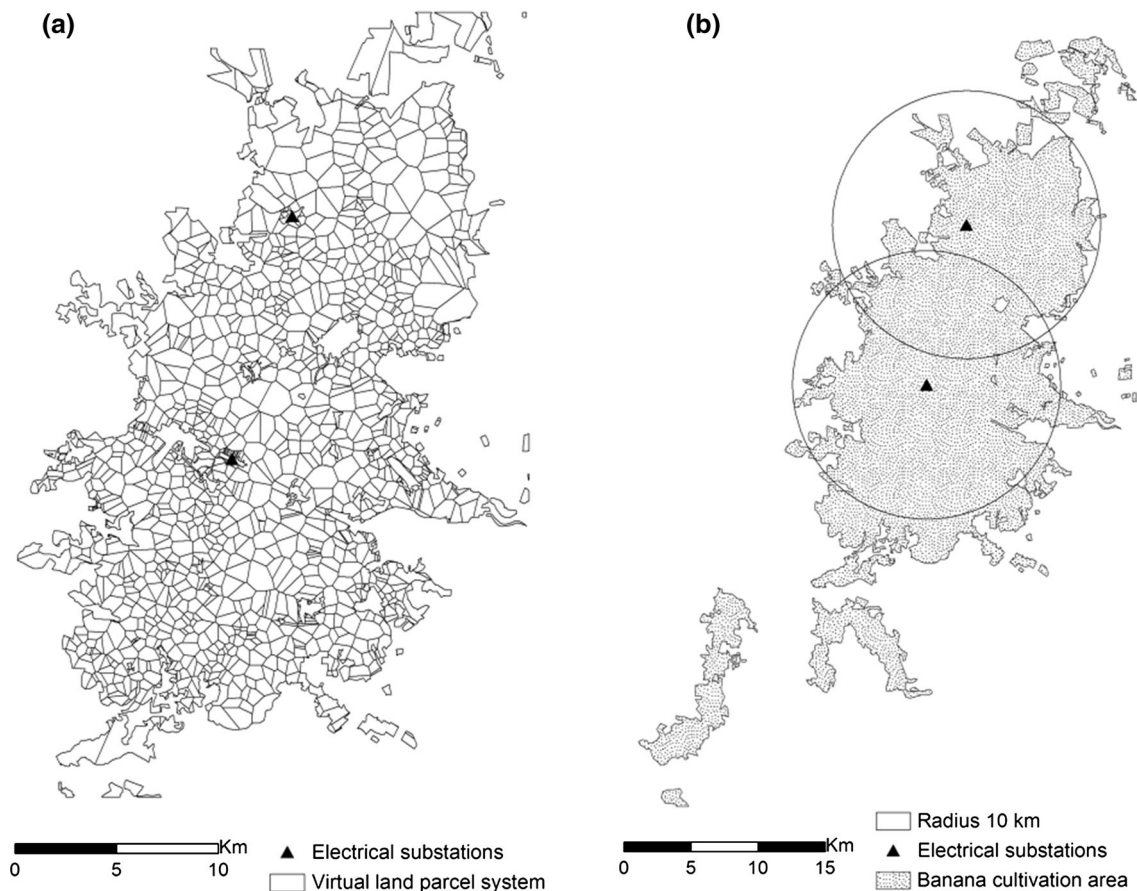 (a)
(b)
Km
0 5 10
Electrical substations
Virtual land parcel system
Km
0 5 10 15
Radius 10 km
Electrical substations
Banana cultivation area